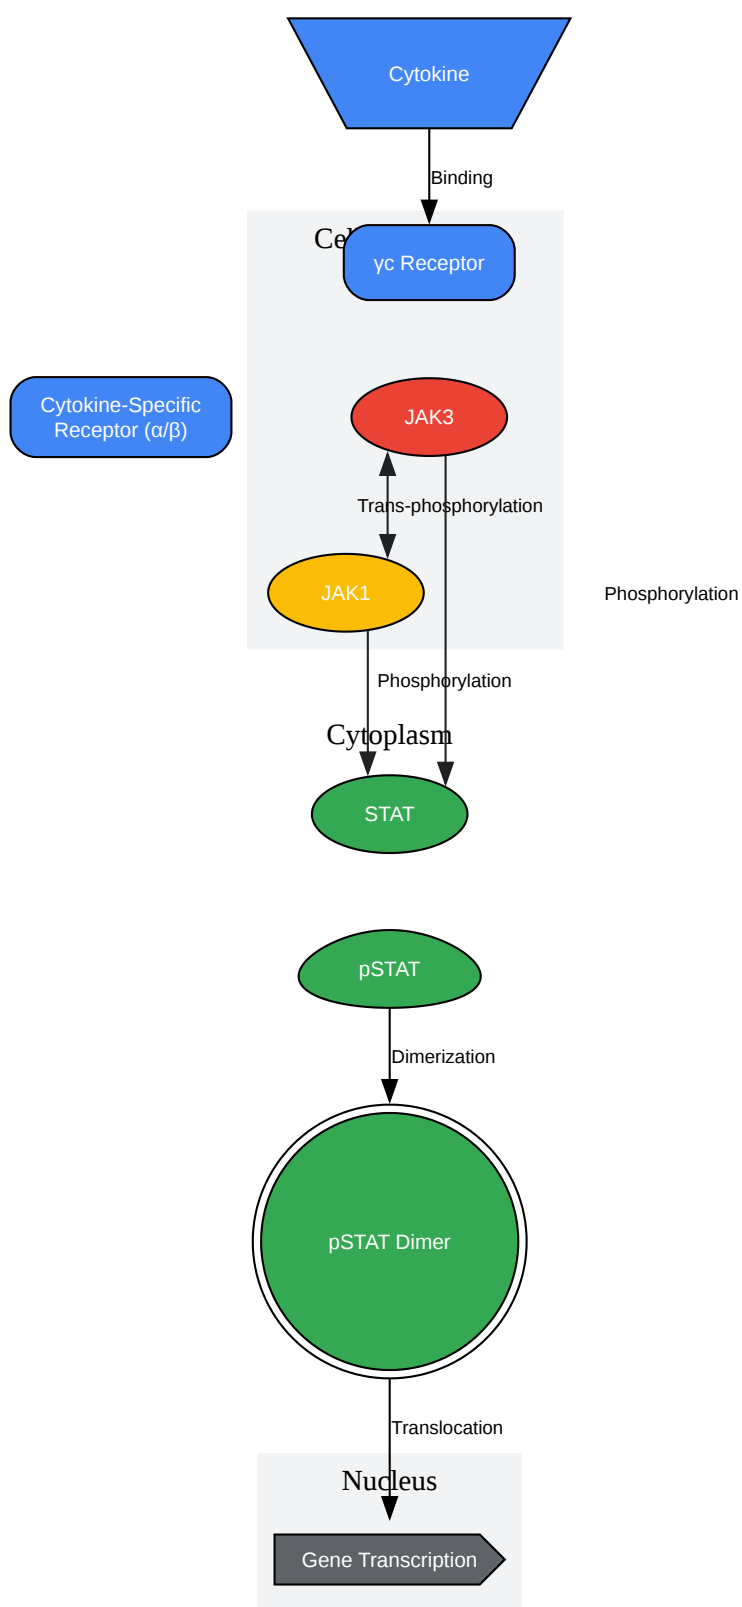 Cytokine
Binding
γc Receptor
Cytokine-Specific
Receptor (α/β)
JAK3
Trans-phosphorylation
JAK1
Phosphorylation
Phosphorylation
Cytoplasm
STAT
pSTAT
Dimerization
pSTAT Dimer
Translocation
Nucleus
Gene Transcription